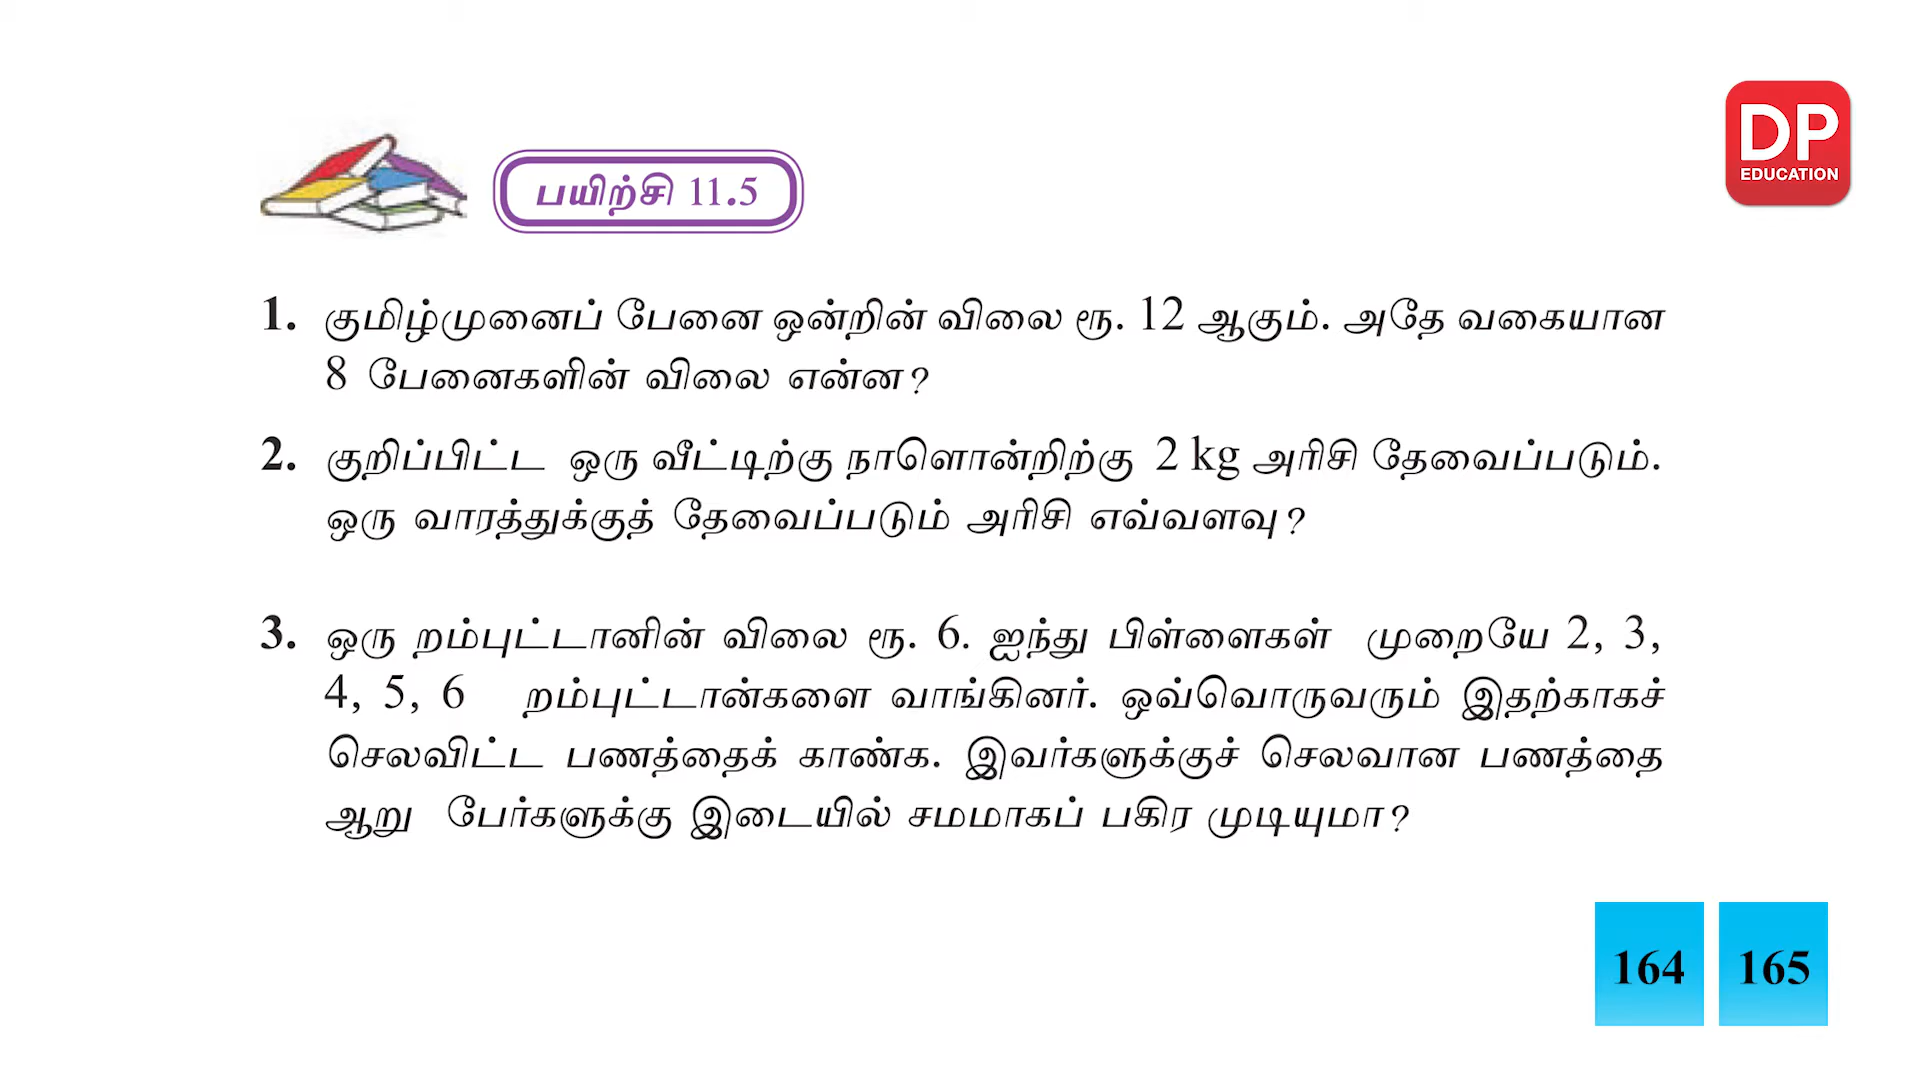 DP
EDUCATION
பயிற்சி 11.5
1. குமிழ்முனைப் பேனை ஒன்றின் விலை ரூ. 12 ஆகும். அதே வகையான
8 பேனைகளின் விலை என்ன?
2. குறிப்பிட்ட ஒரு வீட்டிற்கு நாளொன்றிற்கு 2 kg அரிசி தேவைப்படும்.
ஒரு வாரத்துக்குத் தேவைப்படும் அரிசி எவ்வளவு?
3. ஒரு றம்புட்டானின் விலை ரூ. 6. ஐந்து பிள்ளைகள் முறையே 2, 3,
4, 5, 6 றம்புட்டான்களை வாங்கினர். ஒவ்வொருவரும் இதற்காகச்
செலவிட்ட பணத்தைக் காண்க. இவர்களுக்குச் செலவான பணத்தை
ஆறு பேர்களுக்கு இடையில் சமமாகப் பகிர முடியுமா?
164 165